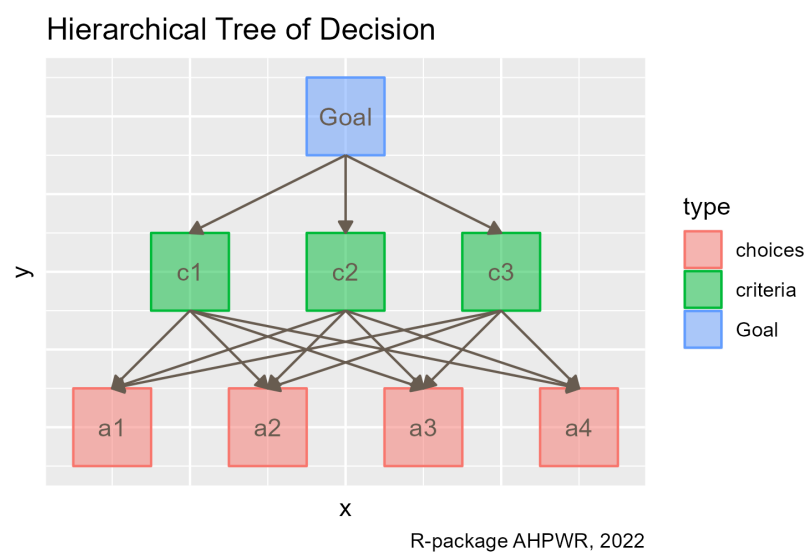 Hierarchical Tree of Decision
Goal
c1 c2 c3
a1 a2 a3 a4
y
x
type
choices
criteria
Goal
R-package AHPWR, 2022